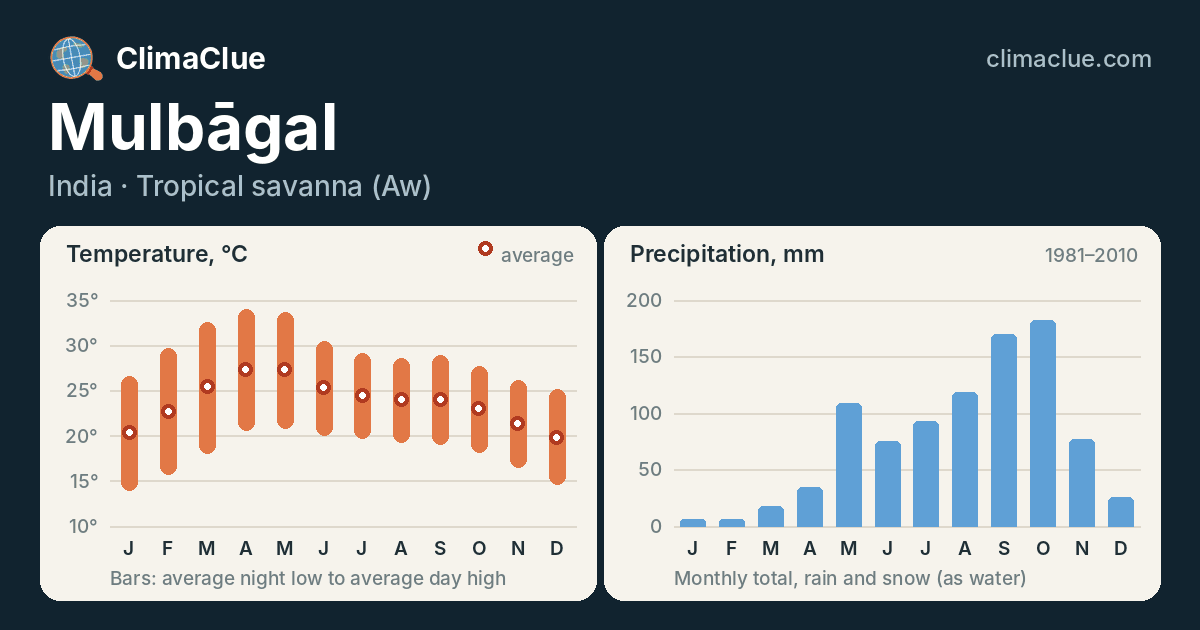 ClimaClue
climaclue.com
Mulbāgal
India · Tropical savanna (Aw)
Temperature, °C
average
35°
30°
25°
20°
15°
10°
J F M A M J J A S O N D
Bars: average night low to average day high
Precipitation, mm
1981–2010
200
150
100
50
0
J F M A M J J A S O N D
Monthly total, rain and snow (as water)